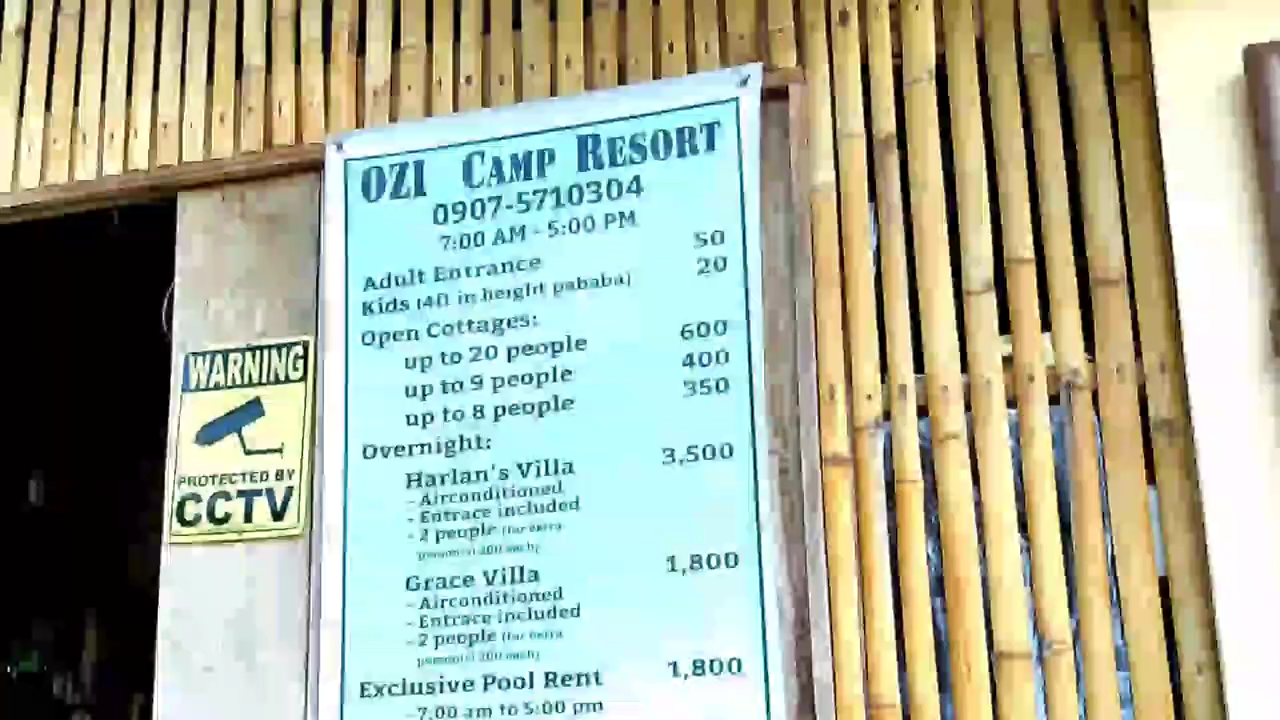 OZI CAMP RESORT
0907-5710304
7:00 AM - 5:00 PM
Adult Entrance 50
Kids (4ft in height pababa) 20
Open Cottages:
up to 20 people 600
up to 9 people 400
up to 8 people 350
Overnight:
Harlan's Villa 3,500
- Airconditioned
- Entrace included
- 2 people (for extra
person(s) 200 each)
Grace Villa 1,800
- Airconditioned
- Entrace included
- 2 people (for extra
person(s) 200 each)
Exclusive Pool Rent 1,800
-7:00 am to 5:00 pm
WARNING
PROTECTED BY
CCTV